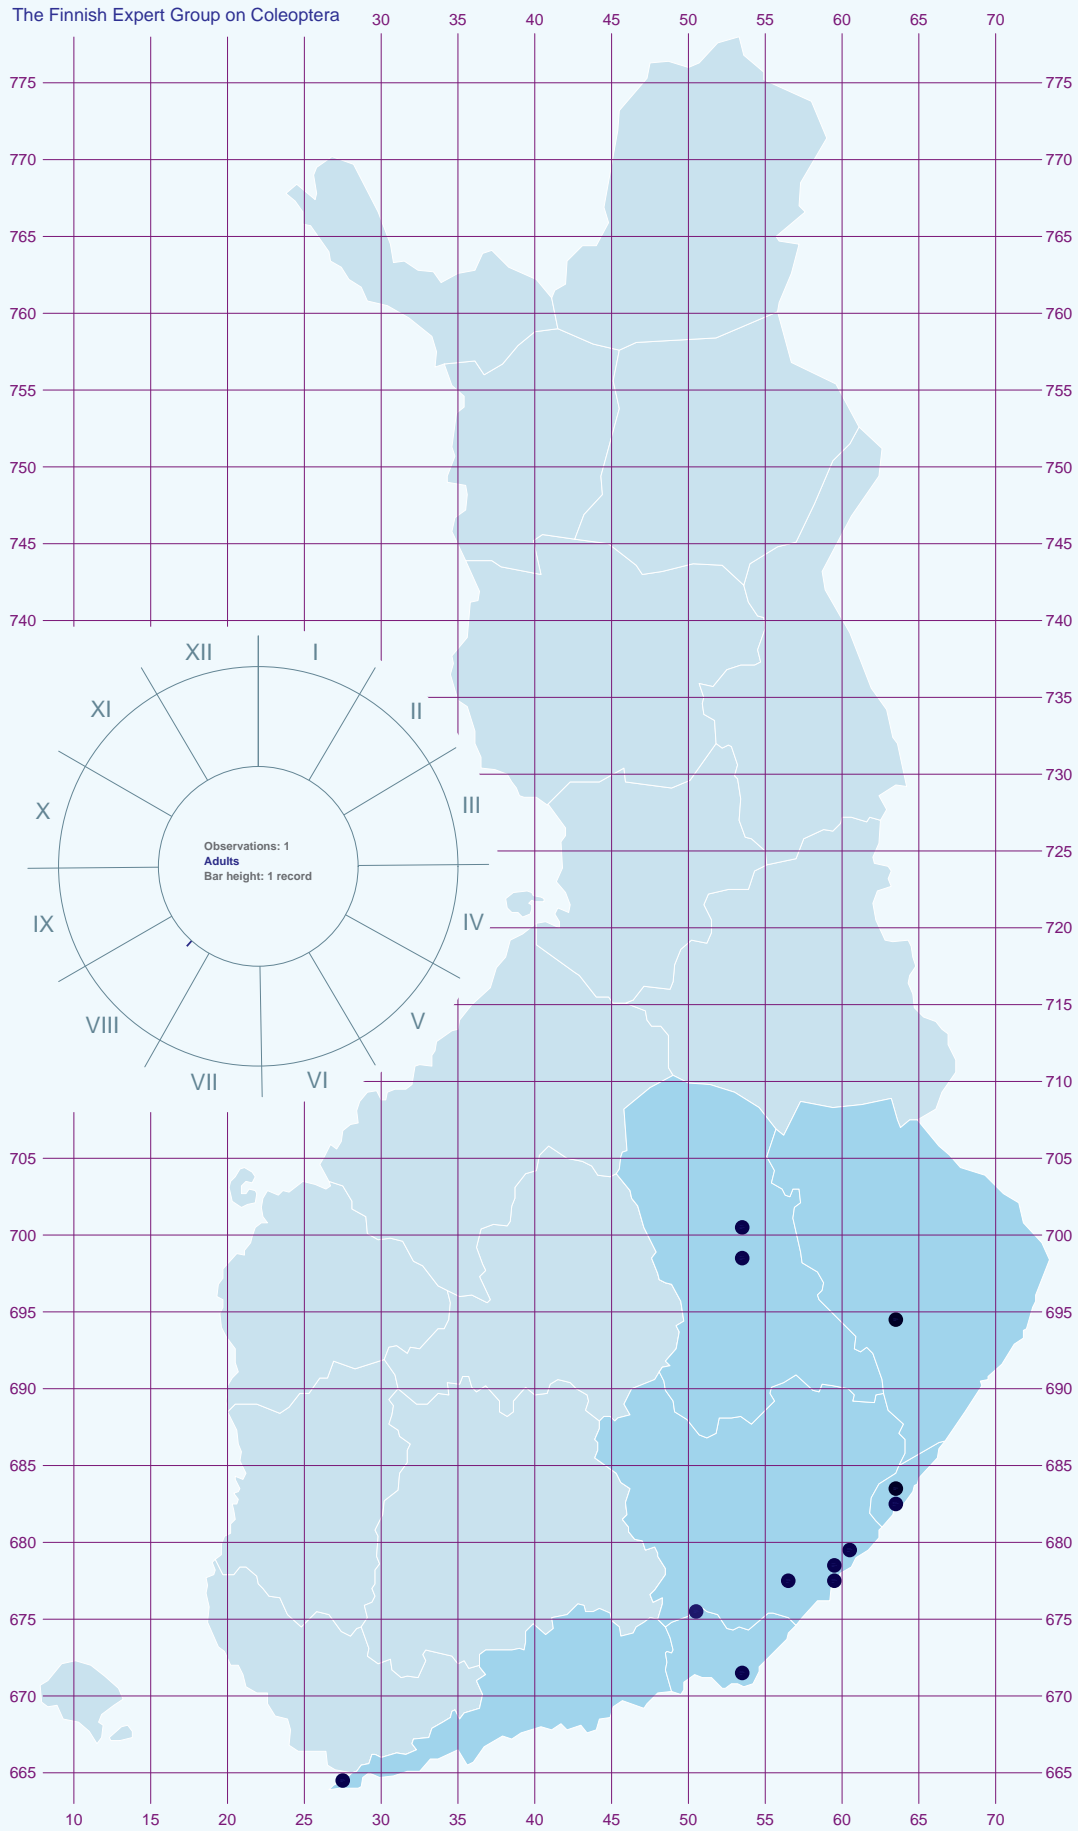 The Finnish Expert Group on Coleoptera
30 35 40 45 50 55 60 65 70
775 775
770 770
765 765
760 760
755 755
750 750
745 745
740 740
XII I
XI II
735
730
X III
Observations: 1
Adults
Bar height: 1 record
725
IX IV
720
VIII V
715
VII VI
710
705 705
700 700
695 695
690 690
685 685
680 680
675 675
670 670
665 665
10 15 20 25 30 35 40 45 50 55 60 65 70